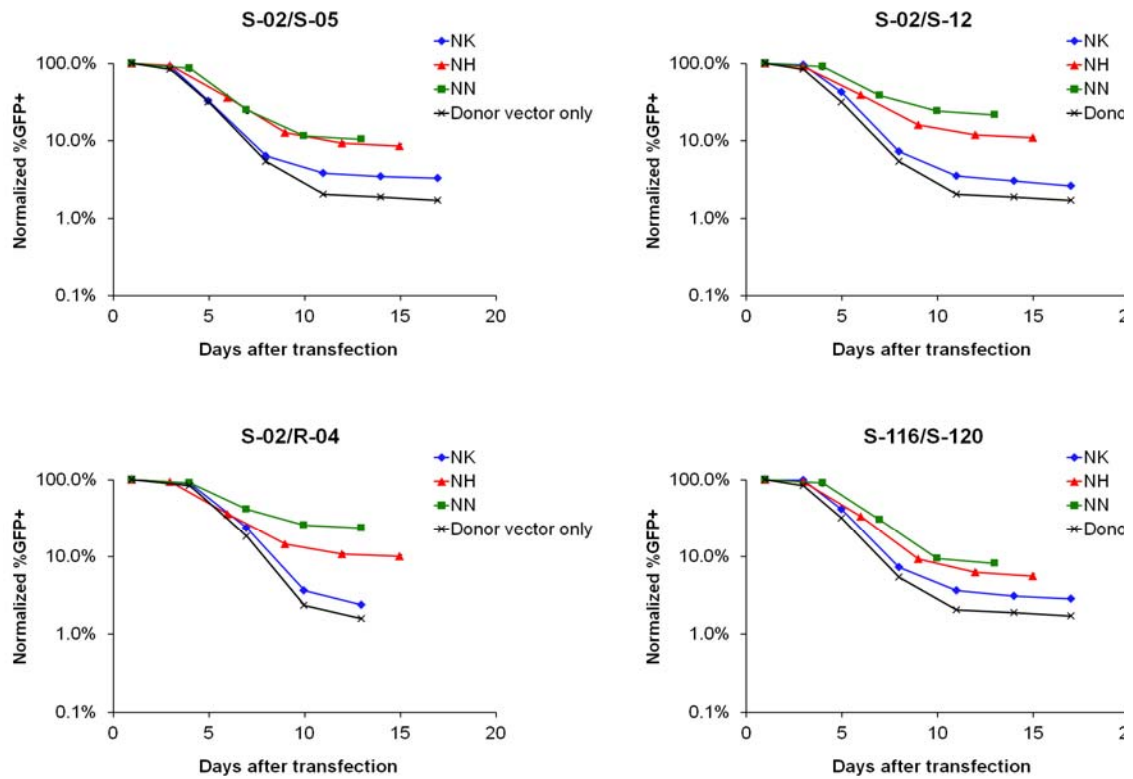 S-02/S-05
NK
NH
NN
Donor vector only
Normalized %GFP+
100.0%
10.0%
1.0%
0.1%
0 5 10 15 20
Days after transfection
S-02/S-12
NK
NH
NN
Dono
Normalized %GFP+
100.0%
10.0%
1.0%
0.1%
0 5 10 15 2
Days after transfection
S-02/R-04
NK
NH
NN
Donor vector only
Normalized %GFP+
100.0%
10.0%
1.0%
0.1%
0 5 10 15 20
Days after transfection
S-116/S-120
NK
NH
NN
Dono
Normalized %GFP+
100.0%
10.0%
1.0%
0.1%
0 5 10 15 2
Days after transfection